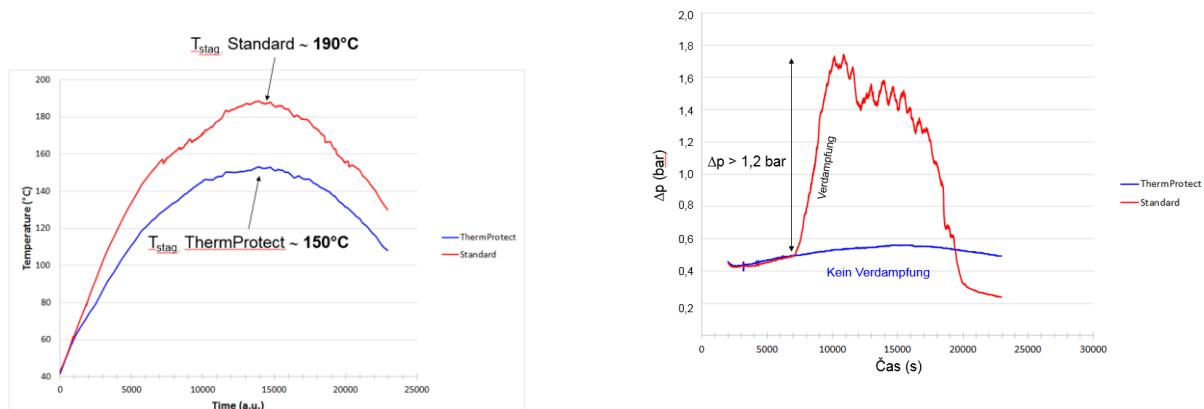 T stag. Standard ~ 190°C
200
180
160
140
120
100
80
60
40
Temperature (°C)
T stag. ThermProtect ~ 150°C
0
5000
10000
15000
20000
25000
Time (a.u.)
ThermProtect
Standard
2,0
1,8
1,6
1,4
1,2
1,0
0,8
0,6
0,4
0,2
Δp (bar)
Δp > 1,2 bar
Verdampfung
Kein Verdampfung
0
5000
10000
15000
20000
25000
30000
Čas (s)
ThermProtect
Standard